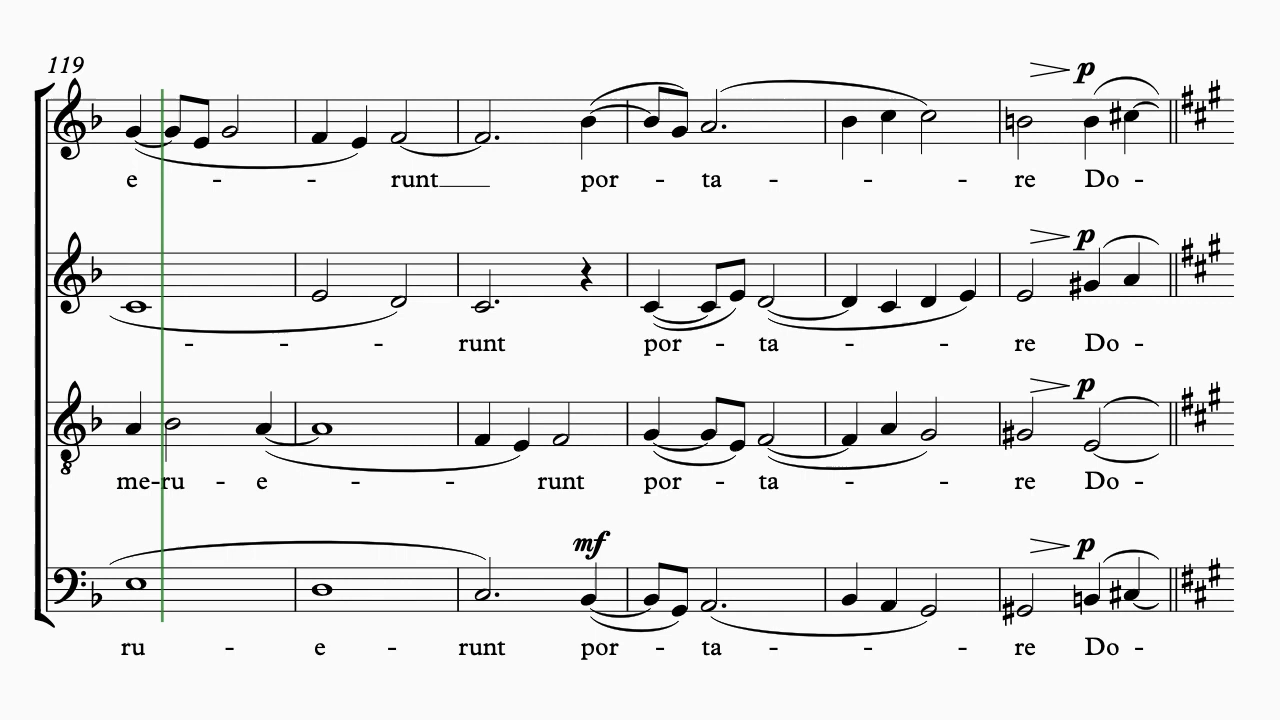 119
p
e - - runt___ por - ta - - - re Do -
p
- - - runt por - ta - - re Do -
p
me-ru - e - - runt por - ta - - re Do -
mf p
ru - e - runt por - ta - - - re Do -